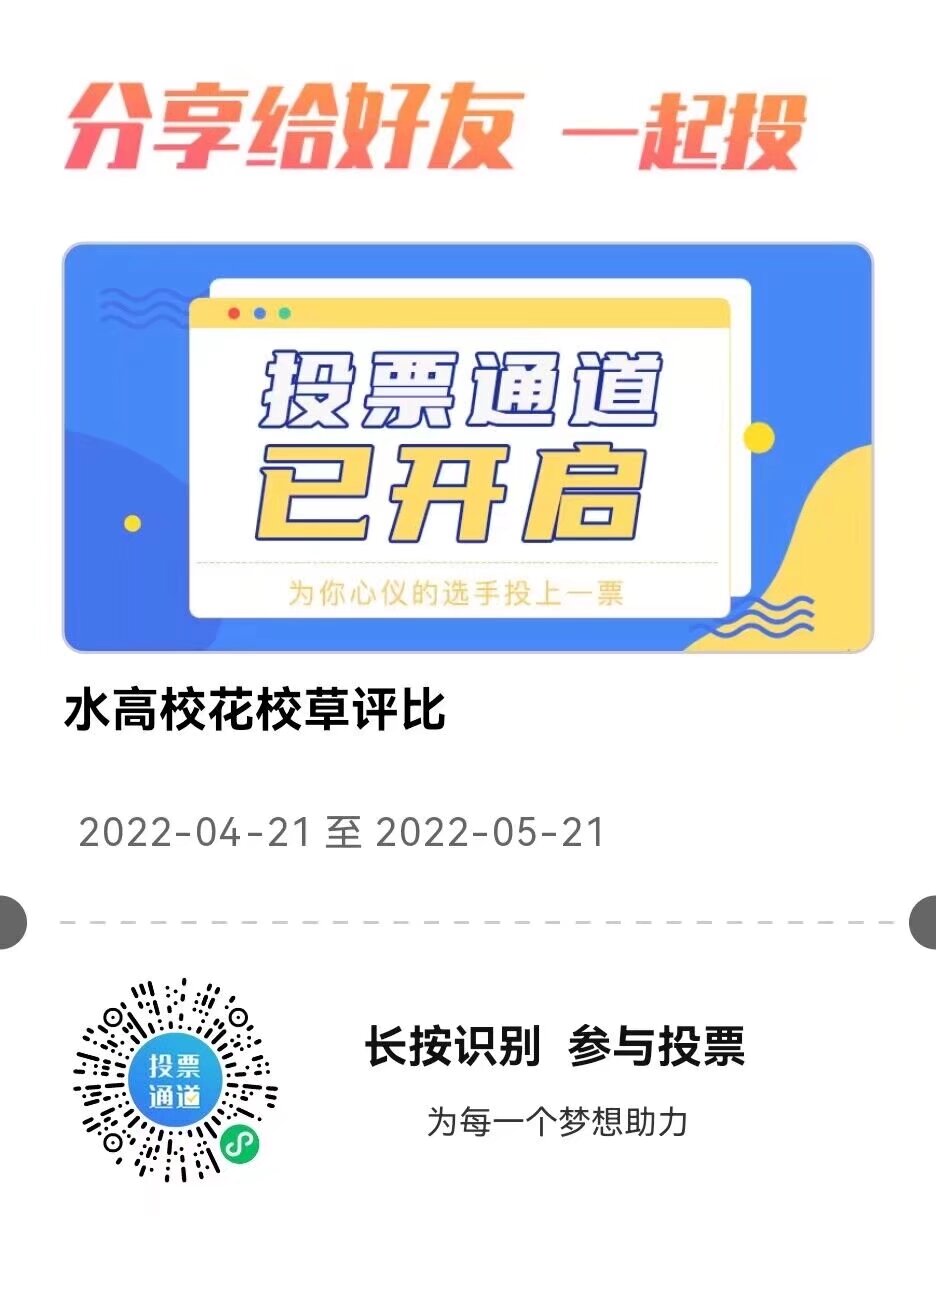 分享给好友 一起投
投票通道
已开启
为你心仪的选手投上一票
水高校花校草评比
2022-04-21 至 2022-05-21
长按识别 参与投票
为每一个梦想助力
投票
通道